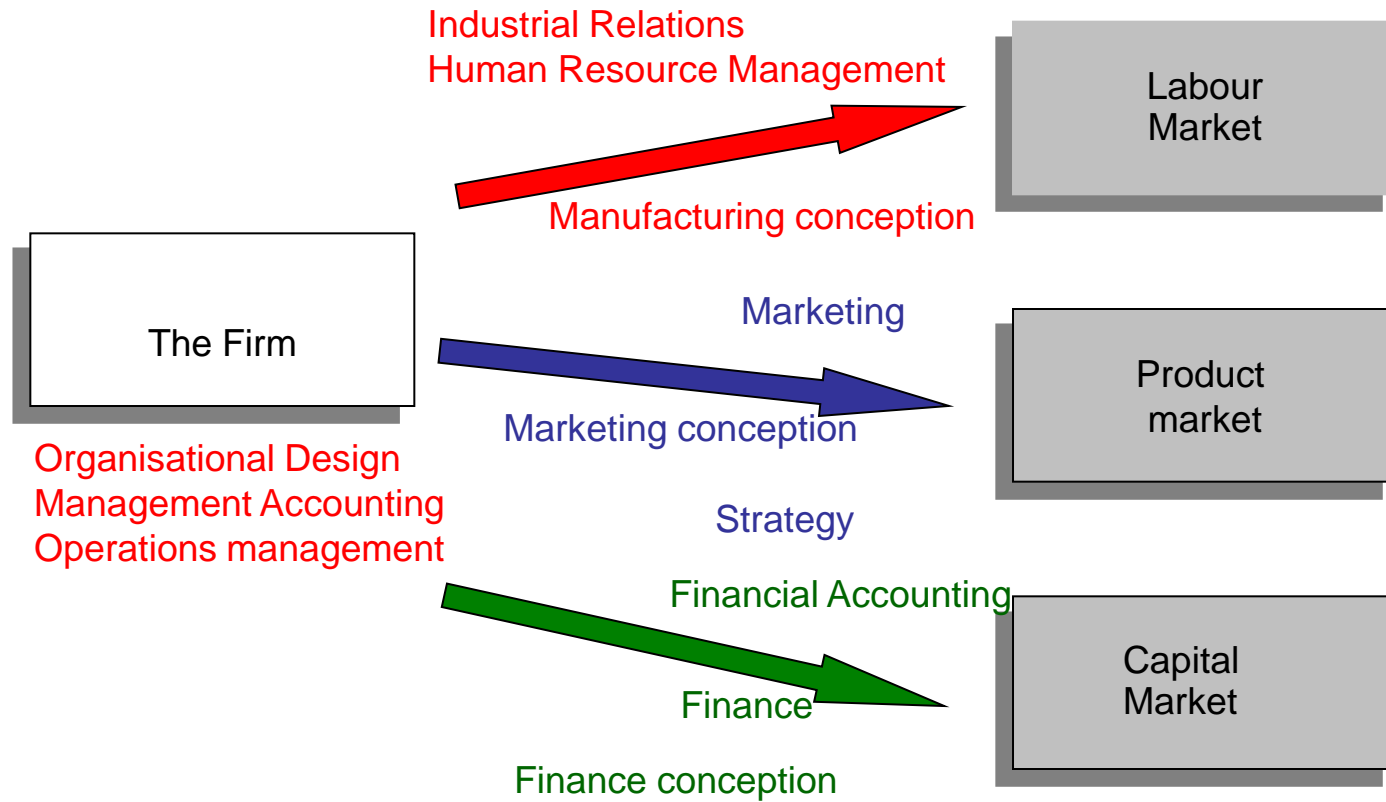 Industrial Relations
Human Resource Management
Labour
Market
Manufacturing conception
The Firm
Marketing
Product
market
Marketing conception
Organisational Design
Management Accounting
Operations management
Strategy
Financial Accounting
Capital
Market
Finance
Finance conception